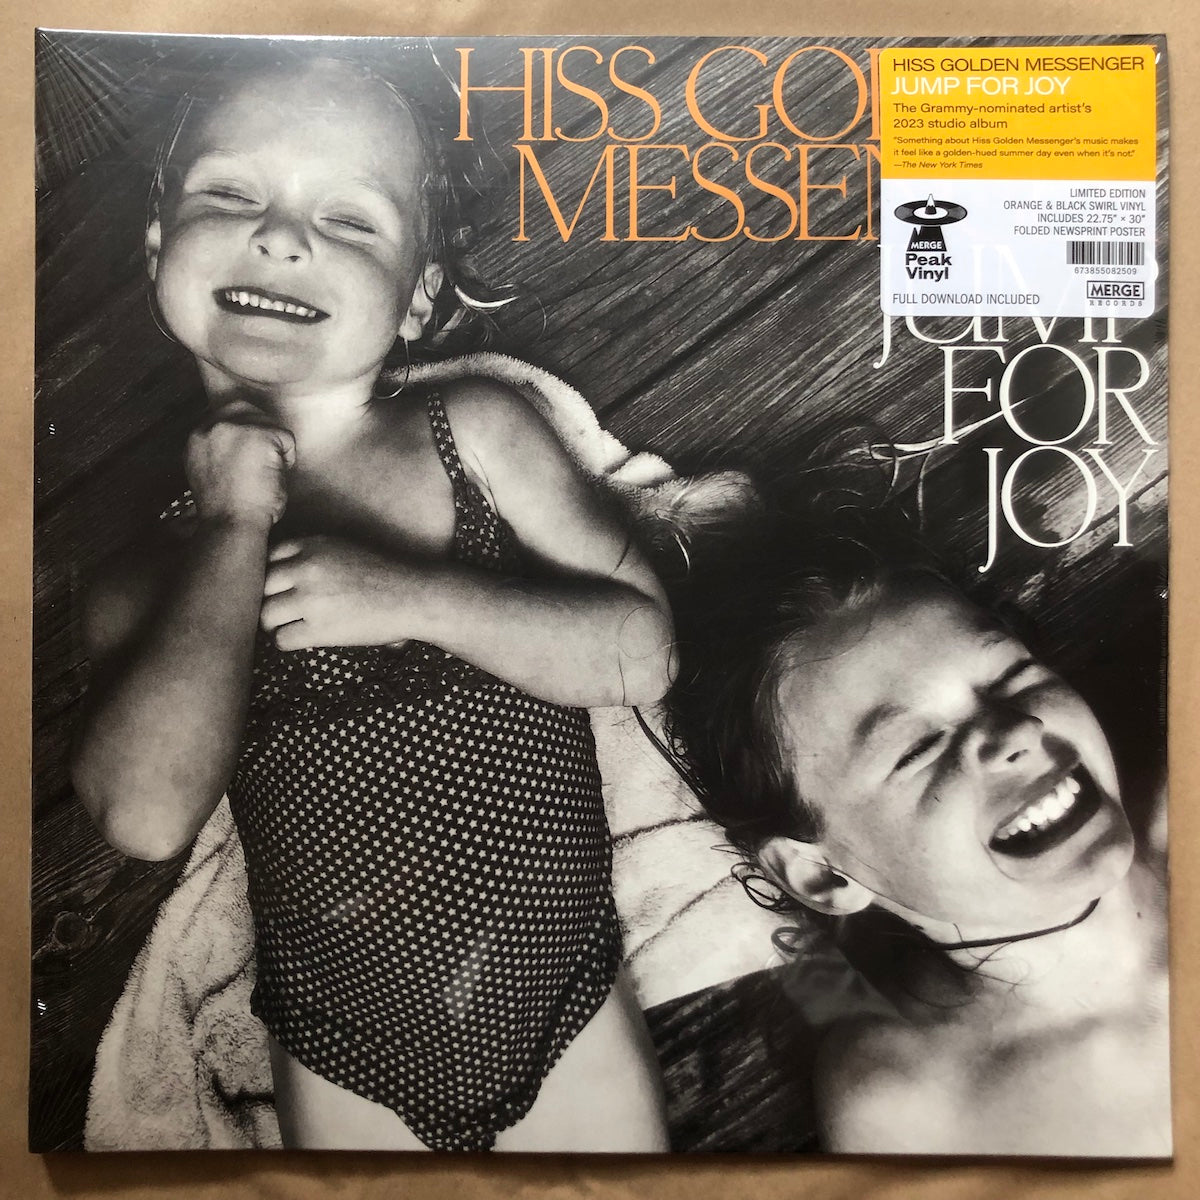 HISS GOL
MESSEN
JUMP
FOR
JOY
HISS GOLDEN MESSENGER
JUMP FOR JOY
The Grammy-nominated artist's
2023 studio album
"Something about Hiss Golden Messenger's music makes
it feel like a golden-hued summer day even when it's not."
—The New York Times
LIMITED EDITION
ORANGE & BLACK SWIRL VINYL
INCLUDES 22.75" × 30"
FOLDED NEWSPRINT POSTER
MERGE
Peak
Vinyl
673855082509
FULL DOWNLOAD INCLUDED
MERGE
RECORDS